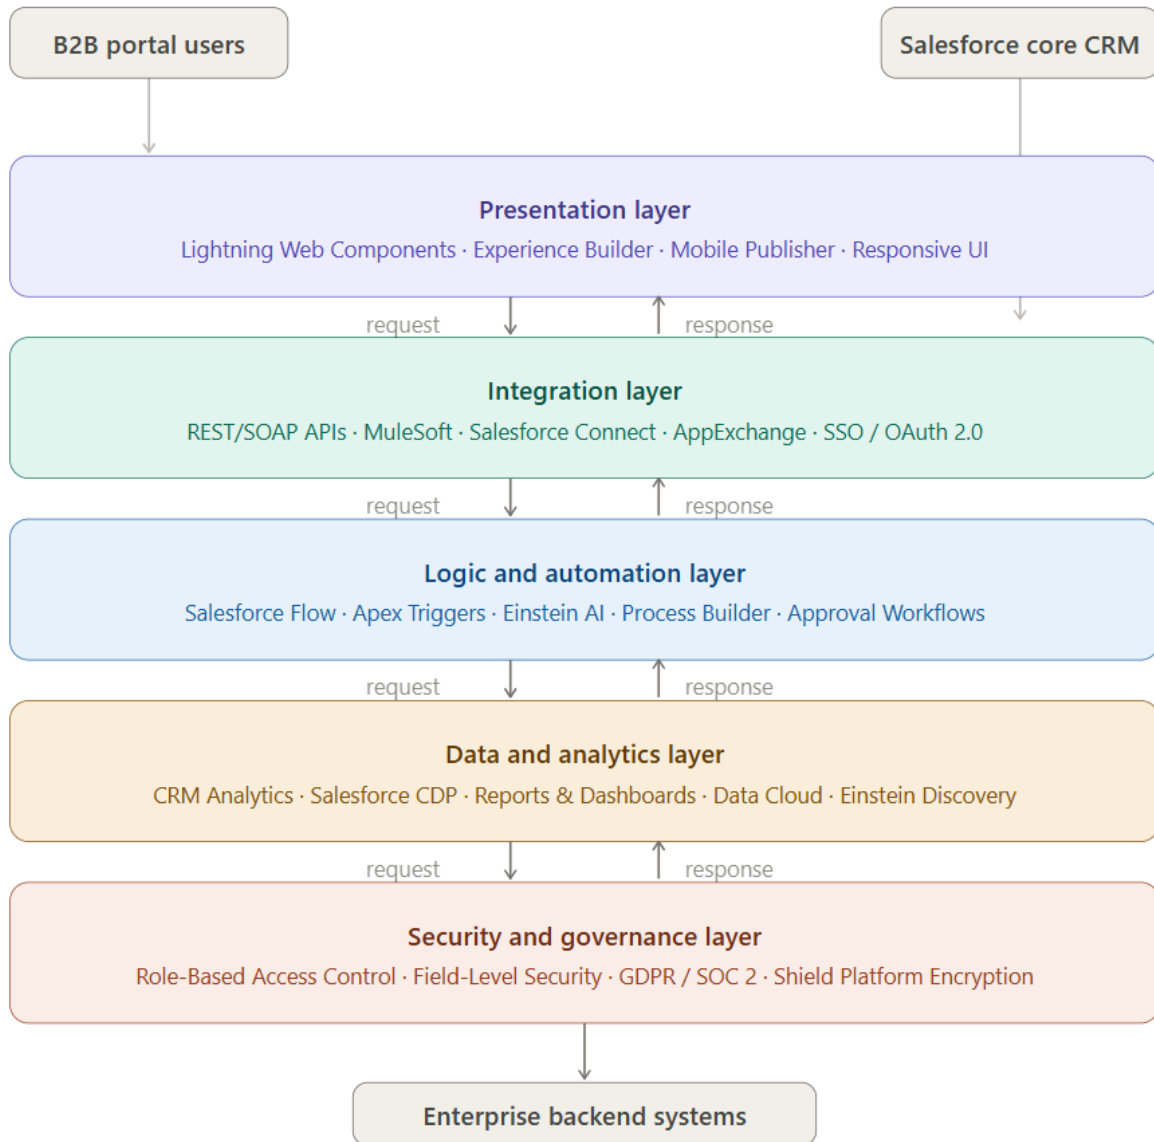 B2B portal users
Salesforce core CRM
Presentation layer
Lightning Web Components · Experience Builder · Mobile Publisher · Responsive UI
request
response
Integration layer
REST/SOAP APIs · MuleSoft · Salesforce Connect · AppExchange · SSO / OAuth 2.0
request
response
Logic and automation layer
Salesforce Flow · Apex Triggers · Einstein AI · Process Builder · Approval Workflows
request
response
Data and analytics layer
CRM Analytics · Salesforce CDP · Reports & Dashboards · Data Cloud · Einstein Discovery
request
response
Security and governance layer
Role-Based Access Control · Field-Level Security · GDPR / SOC 2 · Shield Platform Encryption
Enterprise backend systems